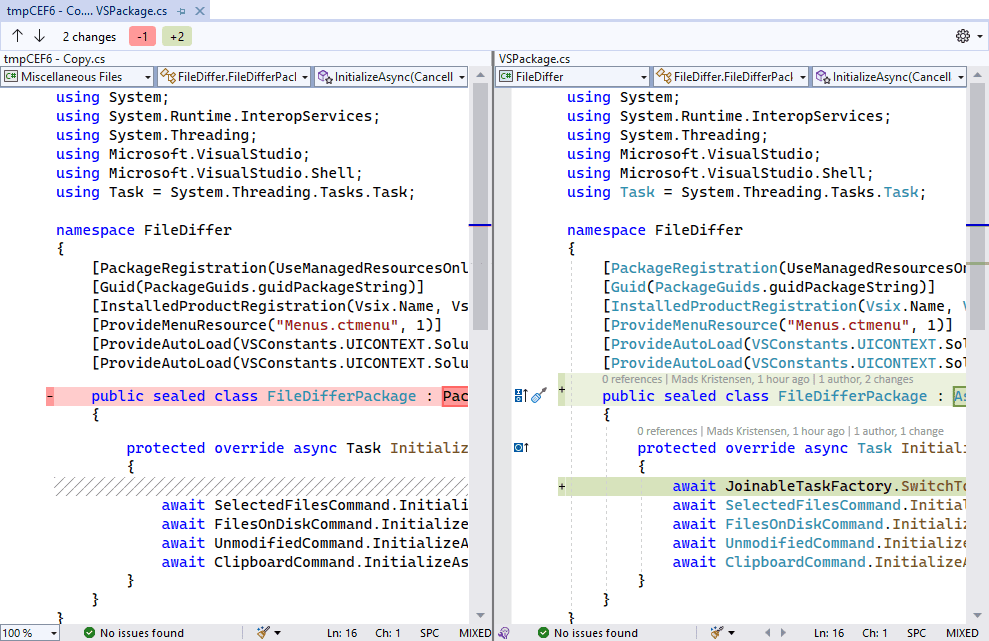 tmpCEF6 - Co.... VSPackage.cs
2 changes -1 +2
tmpCEF6 - Copy.cs
C# Miscellaneous Files FileDiffer.FileDifferPacl InitializeAsync(Cancell
using System;
using System.Runtime.InteropServices;
using System.Threading;
using Microsoft.VisualStudio;
using Microsoft.VisualStudio.Shell;
using Task = System.Threading.Tasks.Task;
namespace FileDiffer
{
[PackageRegistration(UseManagedResourcesOnl
[Guid(PackageGuids.guidPackageString)]
[InstalledProductRegistration(Vsix.Name, Vs
[ProvideMenuResource("Menus.ctmenu", 1)]
[ProvideAutoLoad(VSConstants.UICONTEXT.Solu
[ProvideAutoLoad(VSConstants.UICONTEXT.Solu
- public sealed class FileDifferPackage : Pac
{
protected override async Task Initializ
{
await SelectedFilesCommand.Initiali
await FilesOnDiskCommand.Initialize
await UnmodifiedCommand.InitializeA
await ClipboardCommand.InitializeAs
}
}
}
100 % No issues found Ln: 16 Ch: 1 SPC MIXED
VSPackage.cs
C# FileDiffer FileDiffer.FileDifferPacl InitializeAsync(Cancell
using System;
using System.Runtime.InteropServices;
using System.Threading;
using Microsoft.VisualStudio;
using Microsoft.VisualStudio.Shell;
using Task = System.Threading.Tasks.Task;
namespace FileDiffer
{
[PackageRegistration(UseManagedResourcesOn
[Guid(PackageGuids.guidPackageString)]
[InstalledProductRegistration(Vsix.Name, V
[ProvideMenuResource("Menus.ctmenu", 1)]
[ProvideAutoLoad(VSConstants.UICONTEXT.Sol
[ProvideAutoLoad(VSConstants.UICONTEXT.Sol
0 references | Mads Kristensen, 1 hour ago | 1 author, 2 changes
+ public sealed class FileDifferPackage : As
{
0 references | Mads Kristensen, 1 hour ago | 1 author, 1 change
protected override async Task Initiali
{
+ await JoinableTaskFactory.SwitchTo
await SelectedFilesCommand.Initial
await FilesOnDiskCommand.Initializ
await UnmodifiedCommand.Initialize
await ClipboardCommand.InitializeA
}
}
}
No issues found Ln: 16 Ch: 1 SPC MIXED